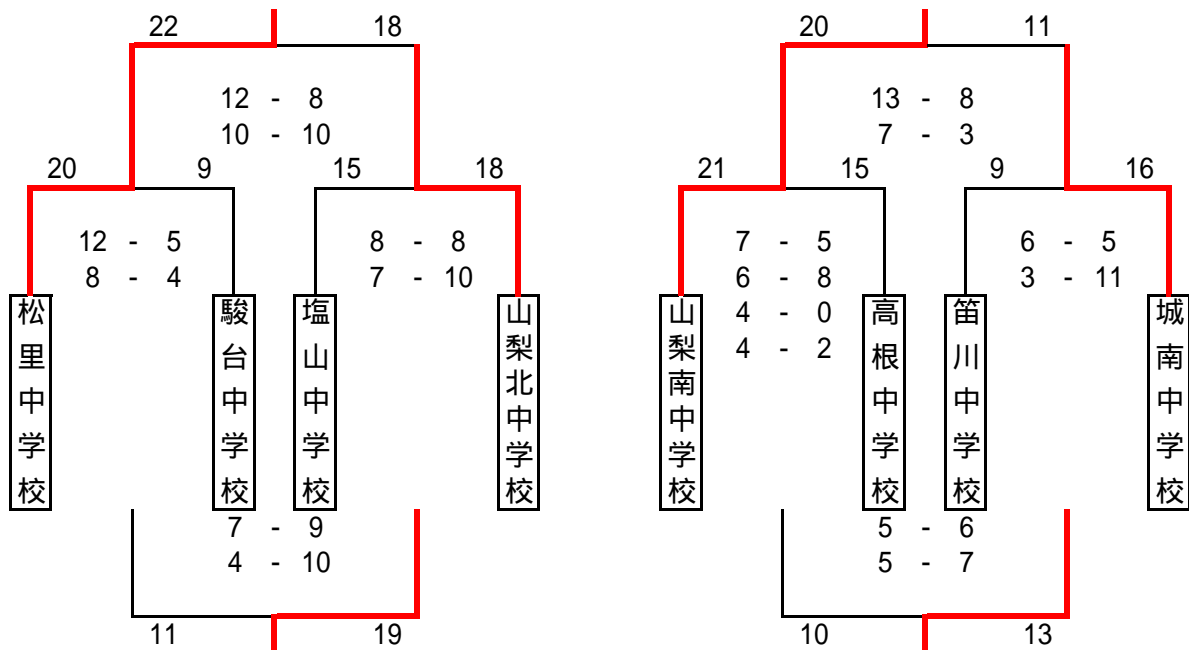 22 18 20 11
12 - 8 13 - 8
10 - 10 7 - 3
20 9 15 18 21 15 9 16
12 - 5 8 - 8 7 - 5 6 - 5
8 - 4 7 - 10 6 - 8 3 - 11
4 - 0
4 - 2
松里中学校
駿台中学校
塩山中学校
山梨北中学校
山梨南中学校
高根中学校
笛川中学校
城南中学校
7 - 9 5 - 6
4 - 10 5 - 7
11 19 10 13